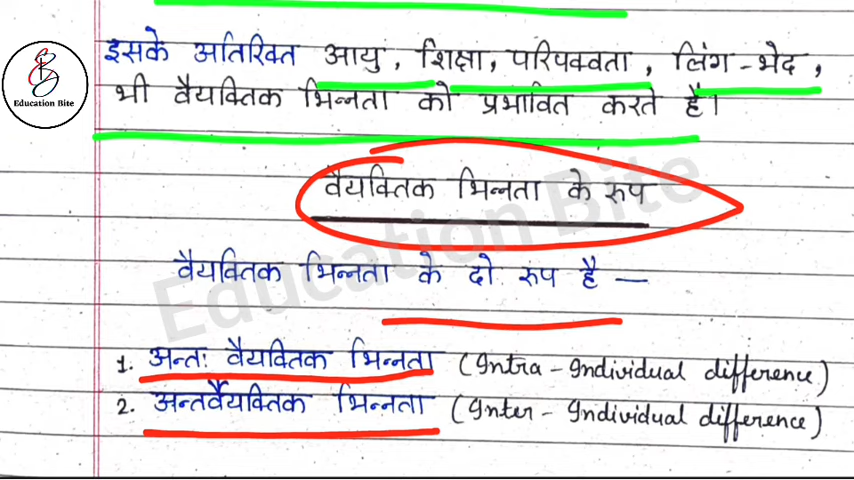 इसके अतिरिक्त आयु, शिक्षा, परिपक्वता, लिंग-भेद,
भी वैयक्तिक भिन्नता को प्रभावित करते हैं।
Education Bite
वैयक्तिक भिन्नता के रुप
Education Bite
वैयक्तिक भिन्नता के दो रुप है —
1. अन्तः वैयक्तिक भिन्नता (Intra - Individual difference)
2. अन्तर्वैयक्तिक भिन्नता (Inter - Individual difference)